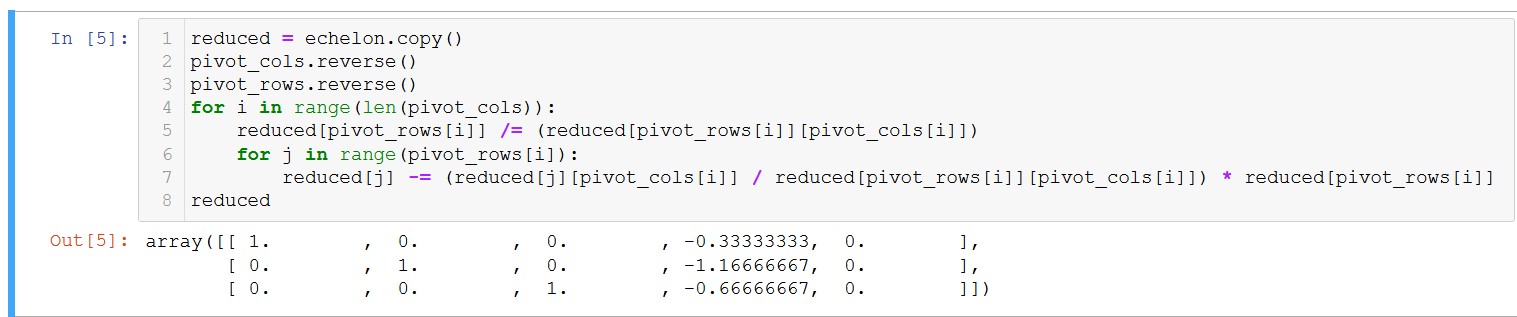 In [5]:
1 reduced = echelon.copy()
2 pivot_cols.reverse()
3 pivot_rows.reverse()
4 for i in range(len(pivot_cols)):
5     reduced[pivot_rows[i]] /= (reduced[pivot_rows[i]][pivot_cols[i]])
6     for j in range(pivot_rows[i]):
7         reduced[j] -= (reduced[j][pivot_cols[i]] / reduced[pivot_rows[i]][pivot_cols[i]]) * reduced[pivot_rows[i]]
8 reduced
Out[5]: array([[ 1.        ,  0.        ,  0.        , -0.33333333,  0.        ],
       [ 0.        ,  1.        ,  0.        , -1.16666667,  0.        ],
       [ 0.        ,  0.        ,  1.        , -0.66666667,  0.        ]])